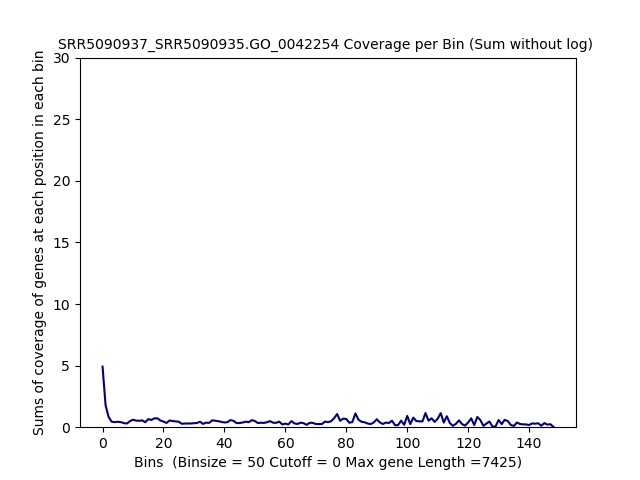 SRR5090937_SRR5090935.GO_0042254 Coverage per Bin (Sum without log)
Sums of coverage of genes at each position in each bin
30
25
20
15
10
5
0
0 20 40 60 80 100 120 140
Bins  (Binsize = 50 Cutoff = 0 Max gene Length =7425)